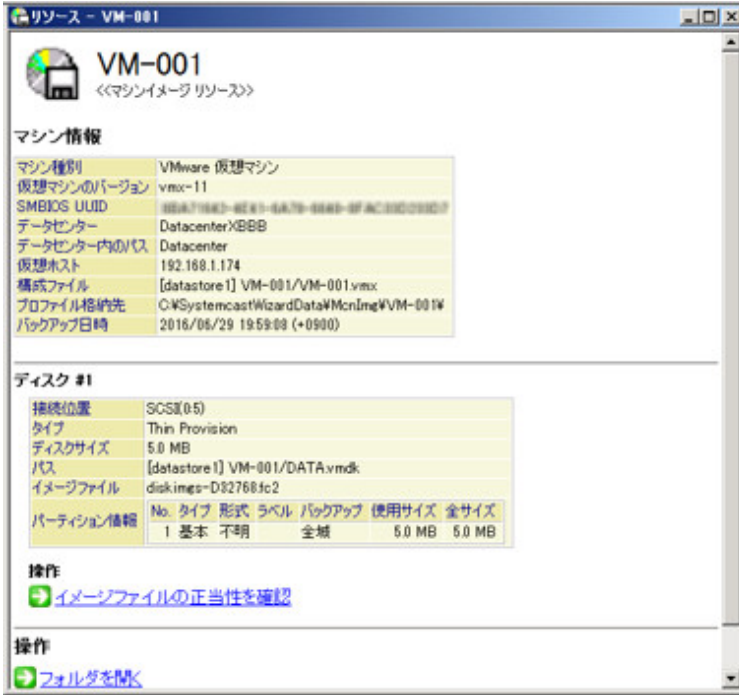 リソース - VM-001
VM-001
<<マシンイメージ リソース>>
マシン情報
マシン種別 VMware 仮想マシン
仮想マシンのバージョン vmx-11
SMBIOS UUID
データセンター DatacenterXBBB
データセンター内のパス Datacenter
仮想ホスト 192.168.1.174
構成ファイル [datastore1] VM-001/VM-001.vmx
プロファイル格納先 C:¥SystemcastWizardData¥McnImg¥VM-001¥
バックアップ日時 2016/06/29 19:59:08 (+0900)
ディスク #1
接続位置 SCSI(0:5)
タイプ Thin Provision
ディスクサイズ 5.0 MB
パス [datastore1] VM-001/DATA.vmdk
イメージファイル diskimgs-D32768.fc2
パーティション情報 No. タイプ 形式 ラベル バックアップ 使用サイズ 全サイズ
1 基本 不明 全域 5.0 MB 5.0 MB
操作
イメージファイルの正当性を確認
操作
フォルダを開く